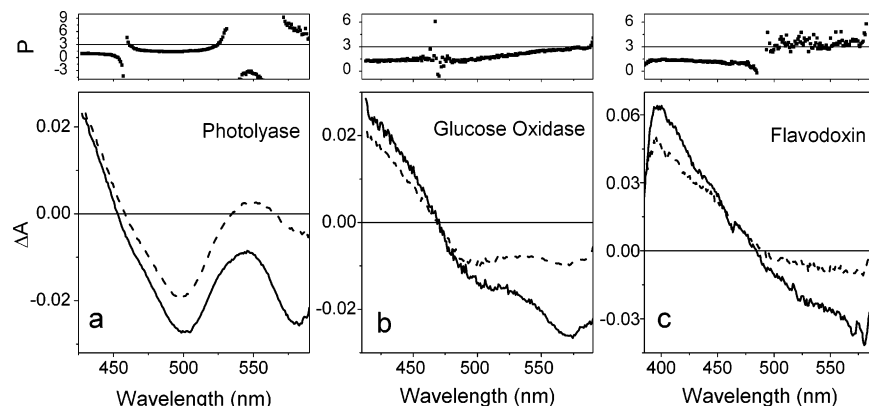 P
9
6
3
0
-3
6
3
0
6
3
0
ΔA
0.02
0.00
-0.02
Photolyase
a
450 500 550
Wavelength (nm)
0.02
0.00
-0.02
Glucose Oxidase
b
450 500 550
Wavelength (nm)
0.06
0.03
0.00
-0.03
Flavodoxin
c
400 450 500 550
Wavelength (nm)